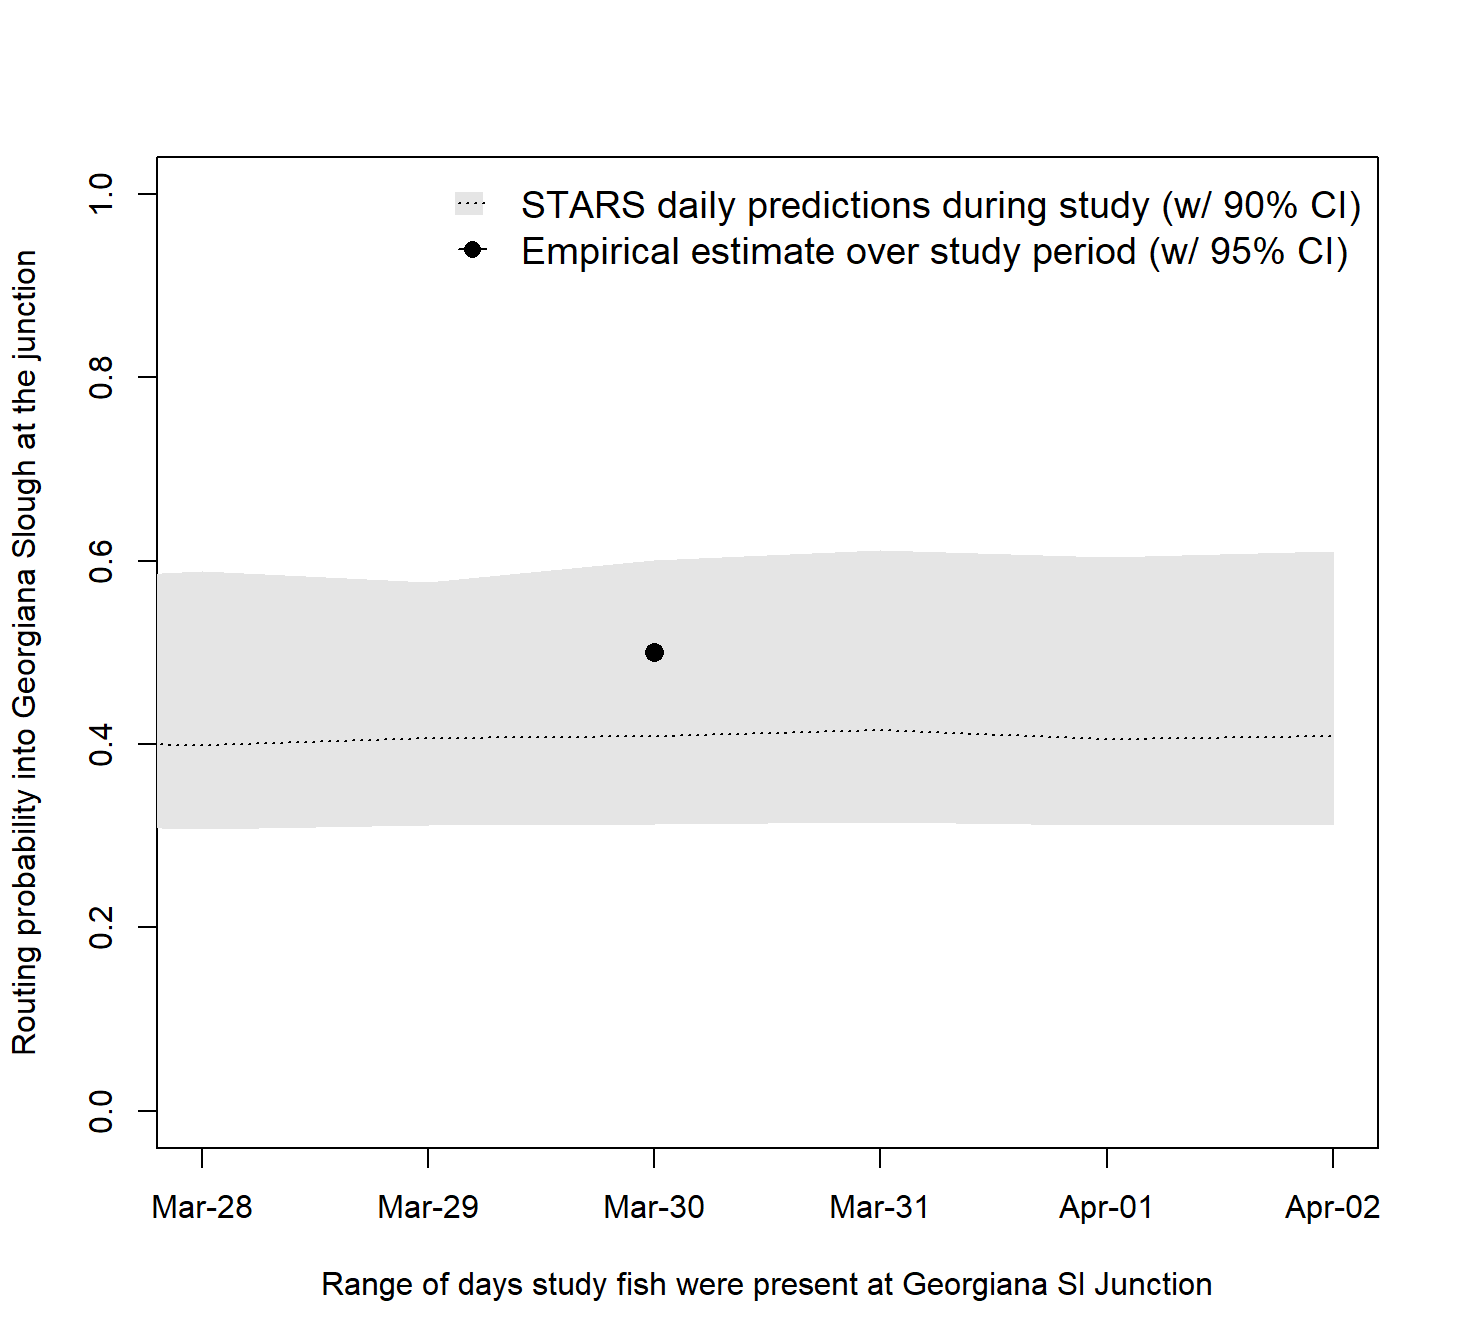 STARS daily predictions during study (w/ 90% CI)
Empirical estimate over study period (w/ 95% CI)
Routing probability into Georgiana Slough at the junction
1.0
0.8
0.6
0.4
0.2
0.0
Mar-28 Mar-29 Mar-30 Mar-31 Apr-01 Apr-02
Range of days study fish were present at Georgiana Sl Junction